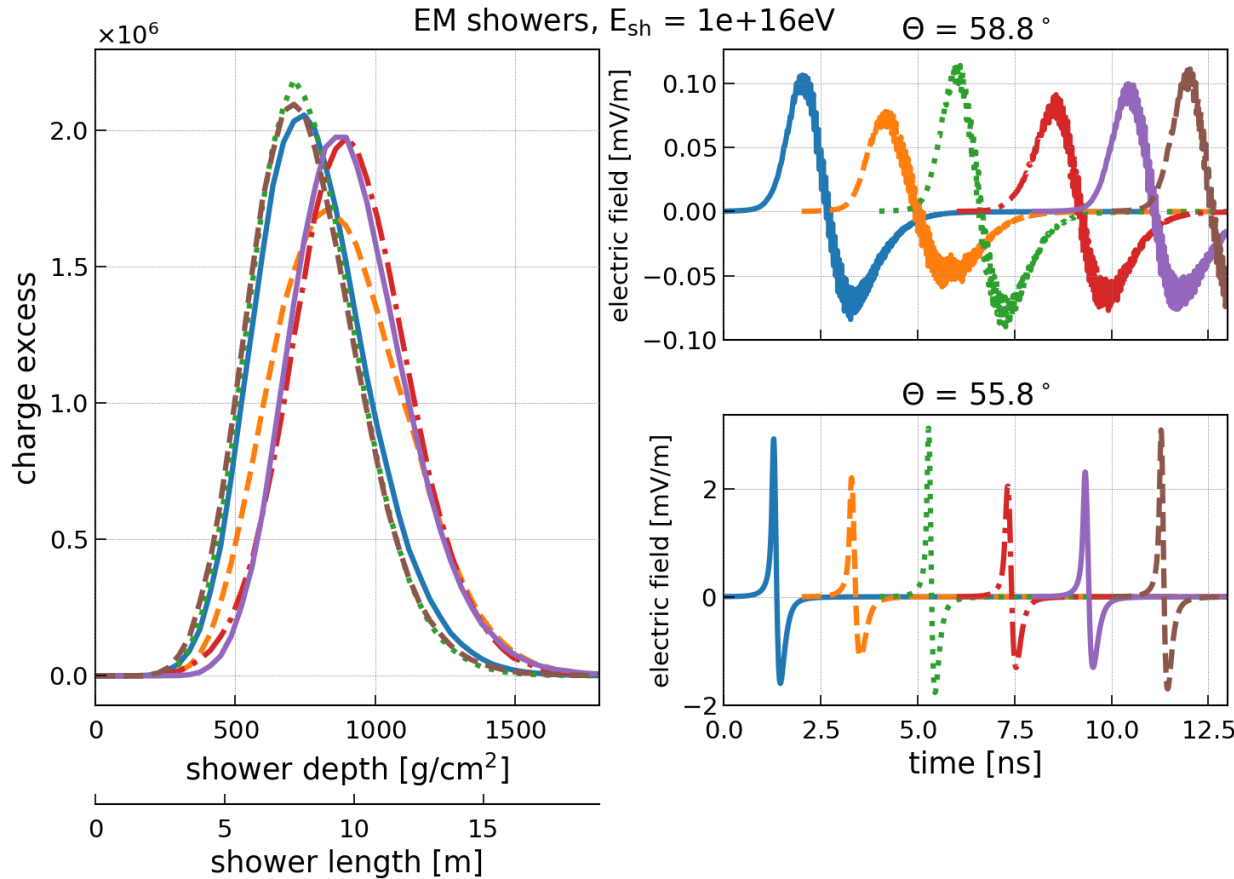 EM showers, E_sh = 1e+16eV
×10⁶
2.0
1.5
1.0
0.5
0.0
charge excess
0 500 1000 1500
shower depth [g/cm²]
0 5 10 15
shower length [m]
Θ = 58.8°
0.10
0.05
0.00
−0.05
−0.10
electric field [mV/m]
Θ = 55.8°
2
0
−2
electric field [mV/m]
0.0 2.5 5.0 7.5 10.0 12.5
time [ns]